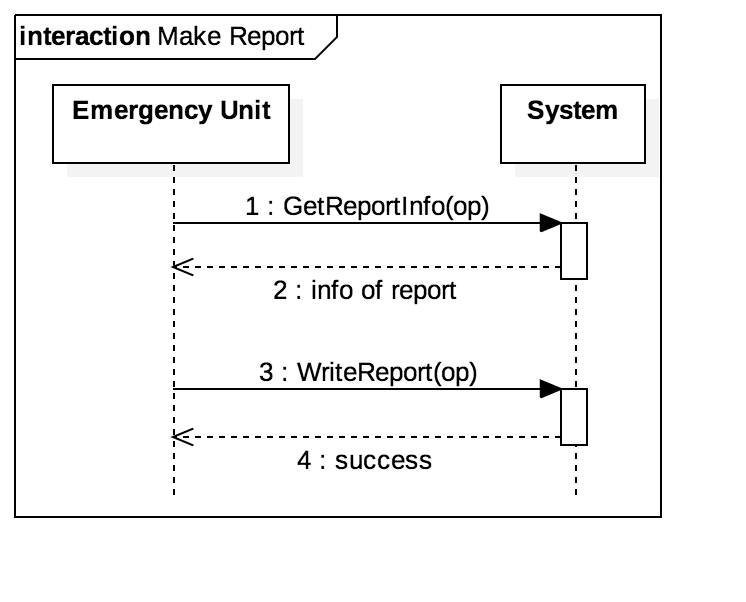 interaction Make Report
Emergency Unit
System
1 : GetReportInfo(op)
2 : info of report
3 : WriteReport(op)
4 : success